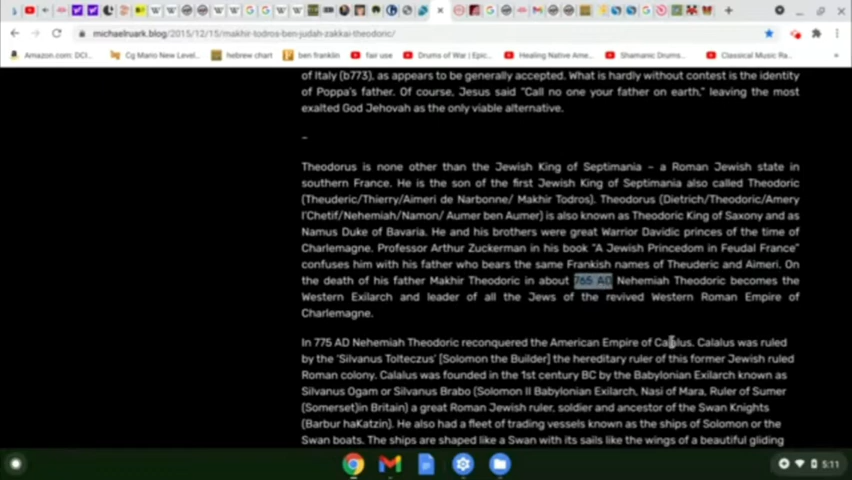 michaelruark.blog/2015/12/15/makhir-todros-ben-judah-zakkai-theodoric/
Amazon.com: DCI...
Cg Mario New Level...
hebrew chart
ben franklin
fair use
Drums of War | Epic...
Healing Native Ame...
Shamanic Drums...
Classical Music Ra...
of Italy (b773), as appears to be generally accepted. What is hardly without contest is the identity
of Poppa's father. Of course, Jesus said "Call no one your father on earth," leaving the most
exalted God Jehovah as the only viable alternative.
–
Theodorus is none other than the Jewish King of Septimania – a Roman Jewish state in
southern France. He is the son of the first Jewish King of Septimania also called Theodoric
(Theuderic/Thierry/Aimeri de Narbonne/ Makhir Todros). Theodorus (Dietrich/Theodoric/Amery
l'Chetif/Nehemiah/Namon/ Aumer ben Aumer) is also known as Theodoric King of Saxony and as
Namus Duke of Bavaria. He and his brothers were great Warrior Davidic princes of the time of
Charlemagne. Professor Arthur Zuckerman in his book "A Jewish Princedom in Feudal France"
confuses him with his father who bears the same Frankish names of Theuderic and Aimeri. On
the death of his father Makhir Theodoric in about 765 AD Nehemiah Theodoric becomes the
Western Exilarch and leader of all the Jews of the revived Western Roman Empire of
Charlemagne.
In 775 AD Nehemiah Theodoric reconquered the American Empire of Calalus. Calalus was ruled
by the 'Silvanus Tolteczus' [Solomon the Builder] the hereditary ruler of this former Jewish ruled
Roman colony. Calalus was founded in the 1st century BC by the Babylonian Exilarch known as
Silvanus Ogam or Silvanus Brabo (Solomon II Babylonian Exilarch, Nasi of Mara, Ruler of Sumer
(Somerset)in Britain) a great Roman Jewish ruler, soldier and ancestor of the Swan Knights
(Barbur haKatzin). He also had a fleet of trading vessels known as the ships of Solomon or the
Swan boats. The ships are shaped like a Swan with its sails like the wings of a beautiful gliding
5:11